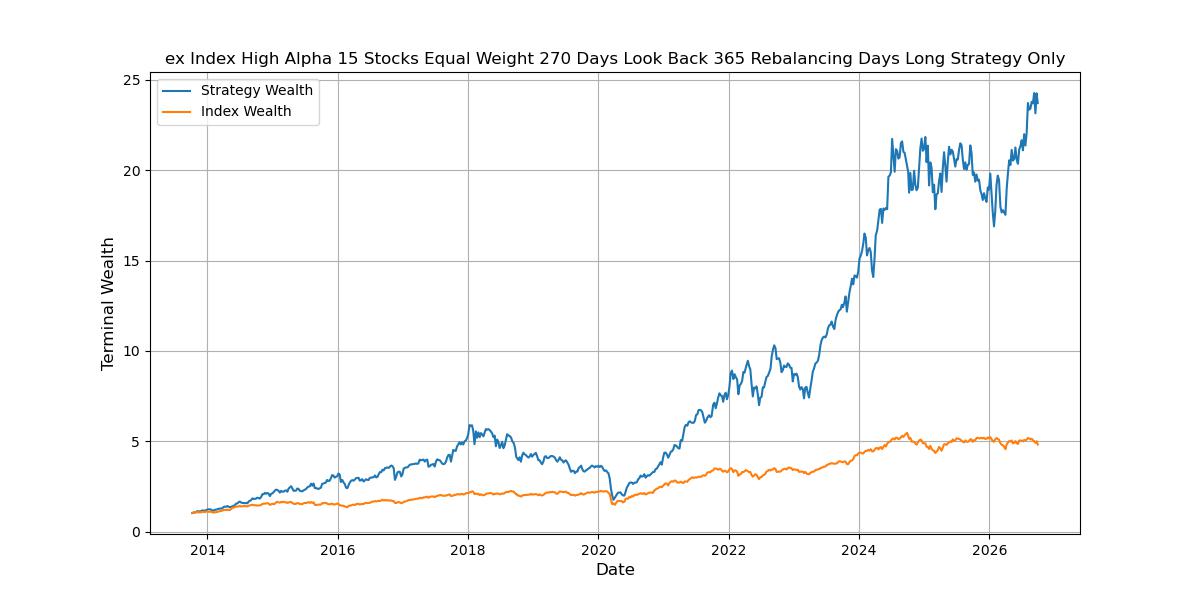 ex Index High Alpha 15 Stocks Equal Weight 270 Days Look Back 365 Rebalancing Days Long Strategy Only
Strategy Wealth
Index Wealth
Terminal Wealth
25
20
15
10
5
0
2014 2016 2018 2020 2022 2024 2026
Date